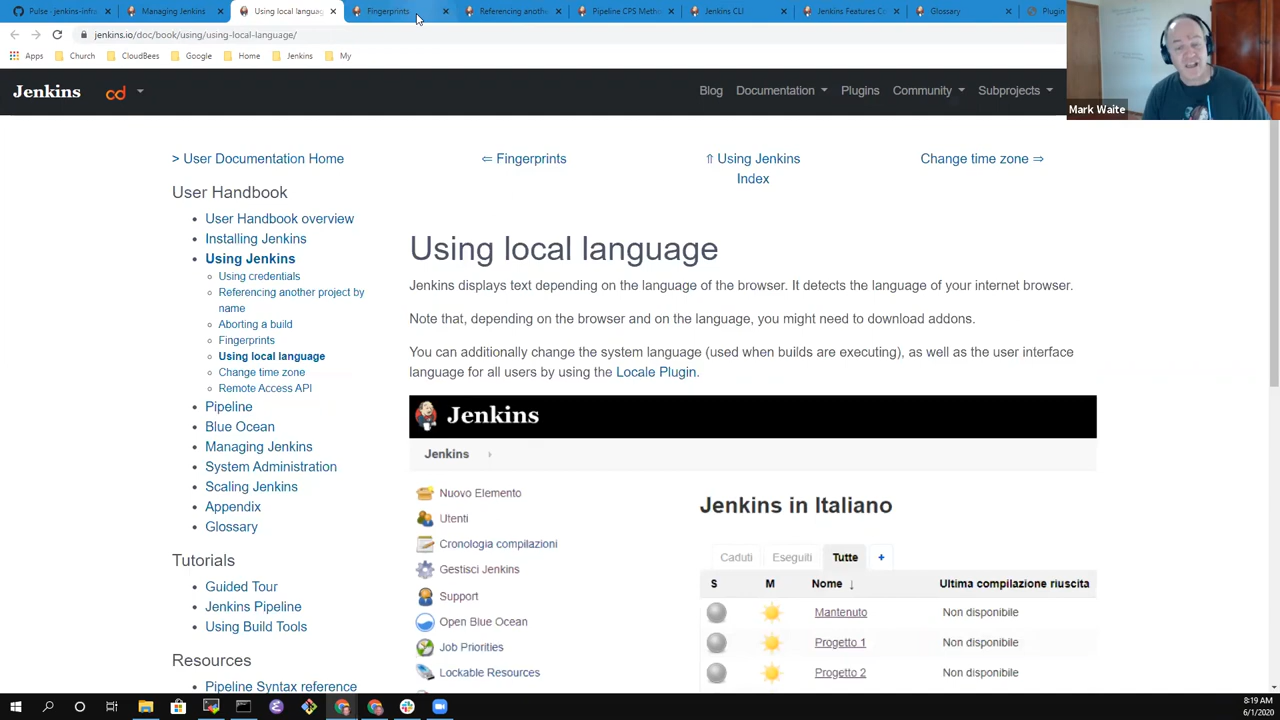 Pulse · jenkins-infra
Managing Jenkins
Using local languag
Fingerprints
Referencing anothe
Pipeline CPS Meth
Jenkins CLI
Jenkins Features Co
Glossary
Plugin
jenkins.io/doc/book/using/using-local-language/
Apps
Church
CloudBees
Google
Home
Jenkins
My
Mark Waite
Jenkins
cd
Blog
Documentation
Plugins
Community
Subprojects
> User Documentation Home
⇐ Fingerprints
⇑ Using Jenkins
Index
Change time zone ⇒
User Handbook
User Handbook overview
Installing Jenkins
Using Jenkins
Using credentials
Referencing another project by
name
Aborting a build
Fingerprints
Using local language
Change time zone
Remote Access API
Pipeline
Blue Ocean
Managing Jenkins
System Administration
Scaling Jenkins
Appendix
Glossary
Tutorials
Guided Tour
Jenkins Pipeline
Using Build Tools
Resources
Pipeline Syntax reference
Using local language
Jenkins displays text depending on the language of the browser. It detects the language of your internet browser.
Note that, depending on the browser and on the language, you might need to download addons.
You can additionally change the system language (used when builds are executing), as well as the user interface
language for all users by using the Locale Plugin.
Jenkins
Jenkins
Nuovo Elemento
Utenti
Cronologia compilazioni
Gestisci Jenkins
Support
Open Blue Ocean
Job Priorities
Lockable Resources
Jenkins in Italiano
Caduti
Eseguiti
Tutte
+
S
M
Nome ↓
Ultima compilazione riuscita
Mantenuto
Non disponibile
Progetto 1
Non disponibile
Progetto 2
Non disponibile
8:19 AM
6/1/2020